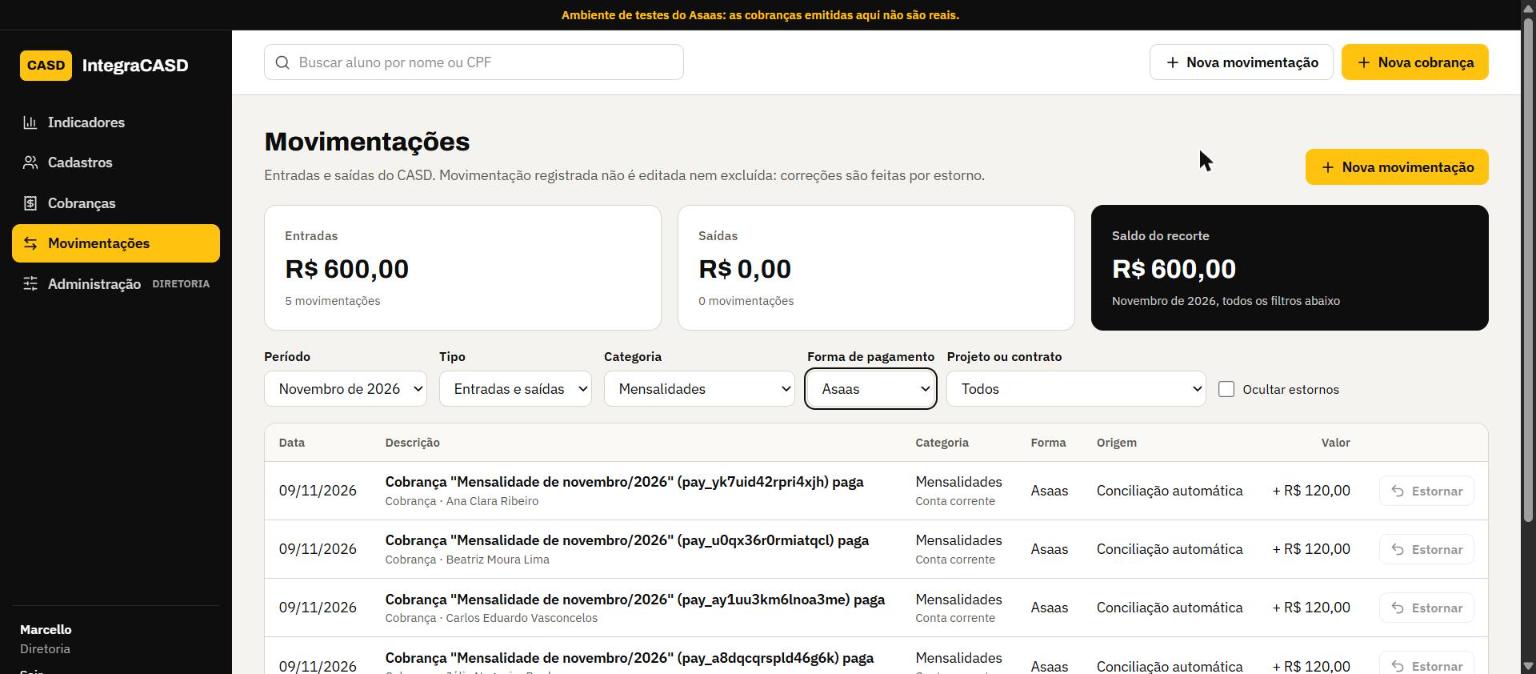 Ambiente de testes do Asaas: as cobranças emitidas aqui não são reais.
CASD IntegraCASD
Indicadores
Cadastros
Cobranças
Movimentações
Administração DIRETORIA
Marcello
Diretoria
Buscar aluno por nome ou CPF
+ Nova movimentação
+ Nova cobrança
Movimentações
Entradas e saídas do CASD. Movimentação registrada não é editada nem excluída: correções são feitas por estorno.
+ Nova movimentação
Entradas
R$ 600,00
5 movimentações
Saídas
R$ 0,00
0 movimentações
Saldo do recorte
R$ 600,00
Novembro de 2026, todos os filtros abaixo
Período Tipo Categoria Forma de pagamento Projeto ou contrato
Novembro de 2026 Entradas e saídas Mensalidades Asaas Todos Ocultar estornos
Data Descrição Categoria Forma Origem Valor
09/11/2026 Cobrança "Mensalidade de novembro/2026" (pay_yk7uid42rpri4xjh) paga Mensalidades Asaas Conciliação automática + R$ 120,00 Estornar
Cobrança · Ana Clara Ribeiro Conta corrente
09/11/2026 Cobrança "Mensalidade de novembro/2026" (pay_u0qx36r0rmiatqcl) paga Mensalidades Asaas Conciliação automática + R$ 120,00 Estornar
Cobrança · Beatriz Moura Lima Conta corrente
09/11/2026 Cobrança "Mensalidade de novembro/2026" (pay_ay1uu3km6lnoa3me) paga Mensalidades Asaas Conciliação automática + R$ 120,00 Estornar
Cobrança · Carlos Eduardo Vasconcelos Conta corrente
09/11/2026 Cobrança "Mensalidade de novembro/2026" (pay_a8dqcqrspld46g6k) paga Mensalidades Asaas Conciliação automática + R$ 120,00 Estornar